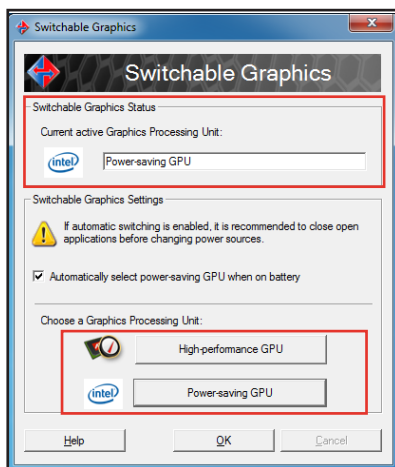 Switchable Graphics
Switchable Graphics
Switchable Graphics Status
Current active Graphics Processing Unit:
intel
Power-saving GPU
Switchable Graphics Settings
If automatic switching is enabled, it is recommended to close open
applications before changing power sources.
Automatically select power-saving GPU when on battery
Choose a Graphics Processing Unit:
High-performance GPU
intel
Power-saving GPU
Help OK Cancel